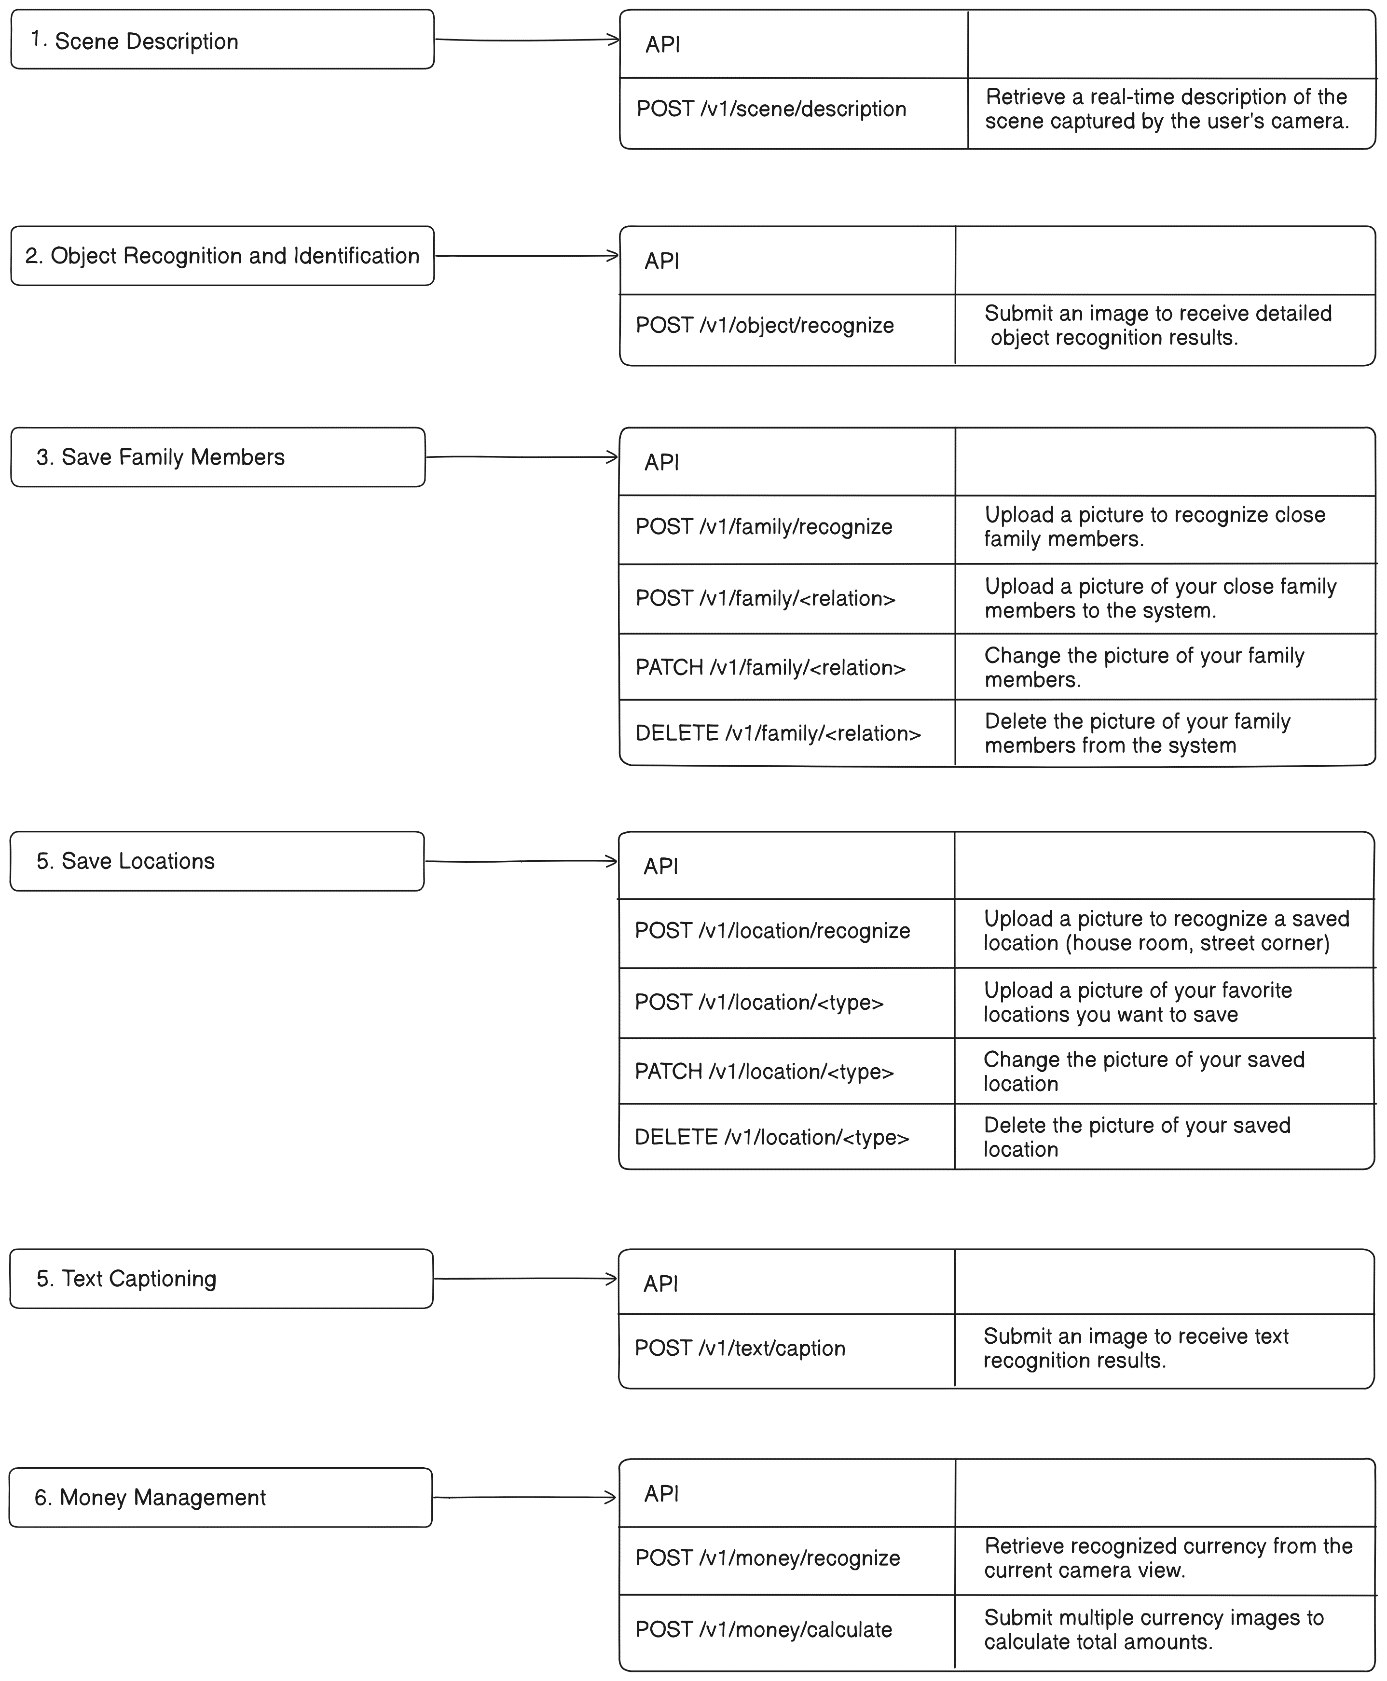 1. Scene Description
API
POST /v1/scene/description
Retrieve a real-time description of the
scene captured by the user's camera.
2. Object Recognition and Identification
API
POST /v1/object/recognize
Submit an image to receive detailed
object recognition results.
3. Save Family Members
API
POST /v1/family/recognize
Upload a picture to recognize close
family members.
POST /v1/family/<relation>
Upload a picture of your close family
members to the system.
PATCH /v1/family/<relation>
Change the picture of your family
members.
DELETE /v1/family/<relation>
Delete the picture of your family
members from the system
5. Save Locations
API
POST /v1/location/recognize
Upload a picture to recognize a saved
location (house room, street corner)
POST /v1/location/<type>
Upload a picture of your favorite
locations you want to save
PATCH /v1/location/<type>
Change the picture of your saved
location
DELETE /v1/location/<type>
Delete the picture of your saved
location
5. Text Captioning
API
POST /v1/text/caption
Submit an image to receive text
recognition results.
6. Money Management
API
POST /v1/money/recognize
Retrieve recognized currency from the
current camera view.
POST /v1/money/calculate
Submit multiple currency images to
calculate total amounts.